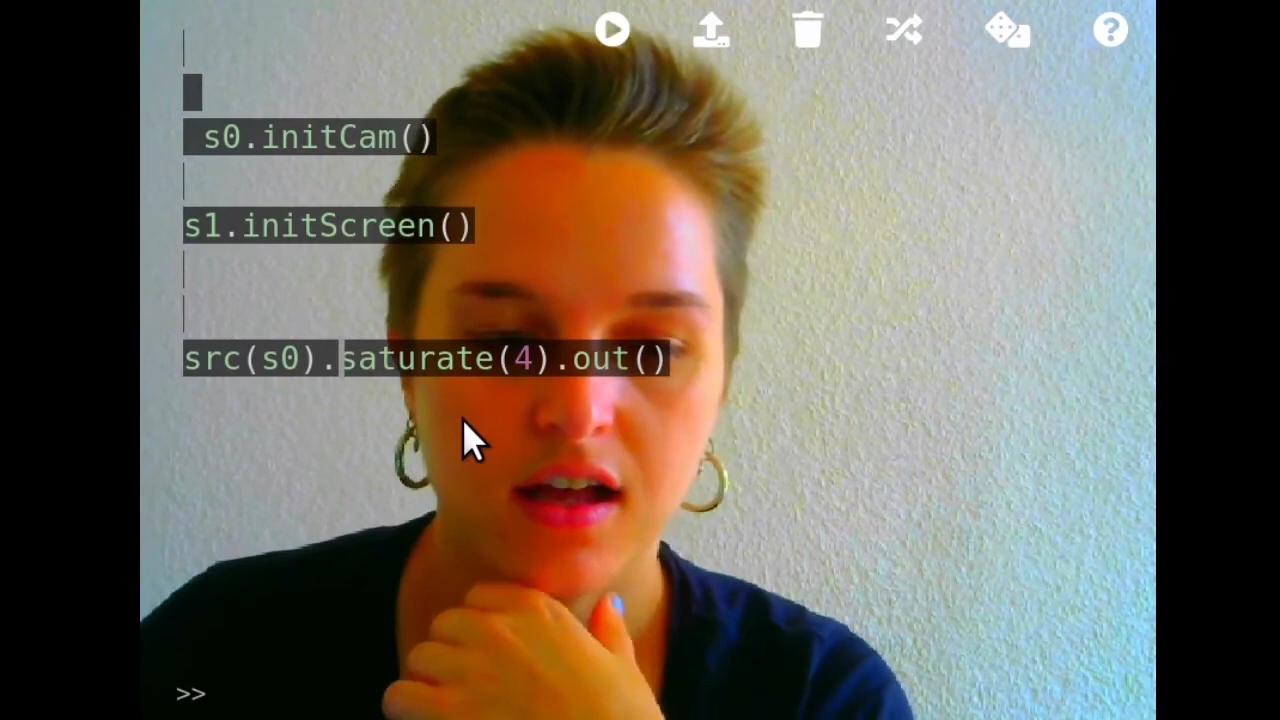 s0.initCam()
s1.initScreen()
src(s0).saturate(4).out()
>>